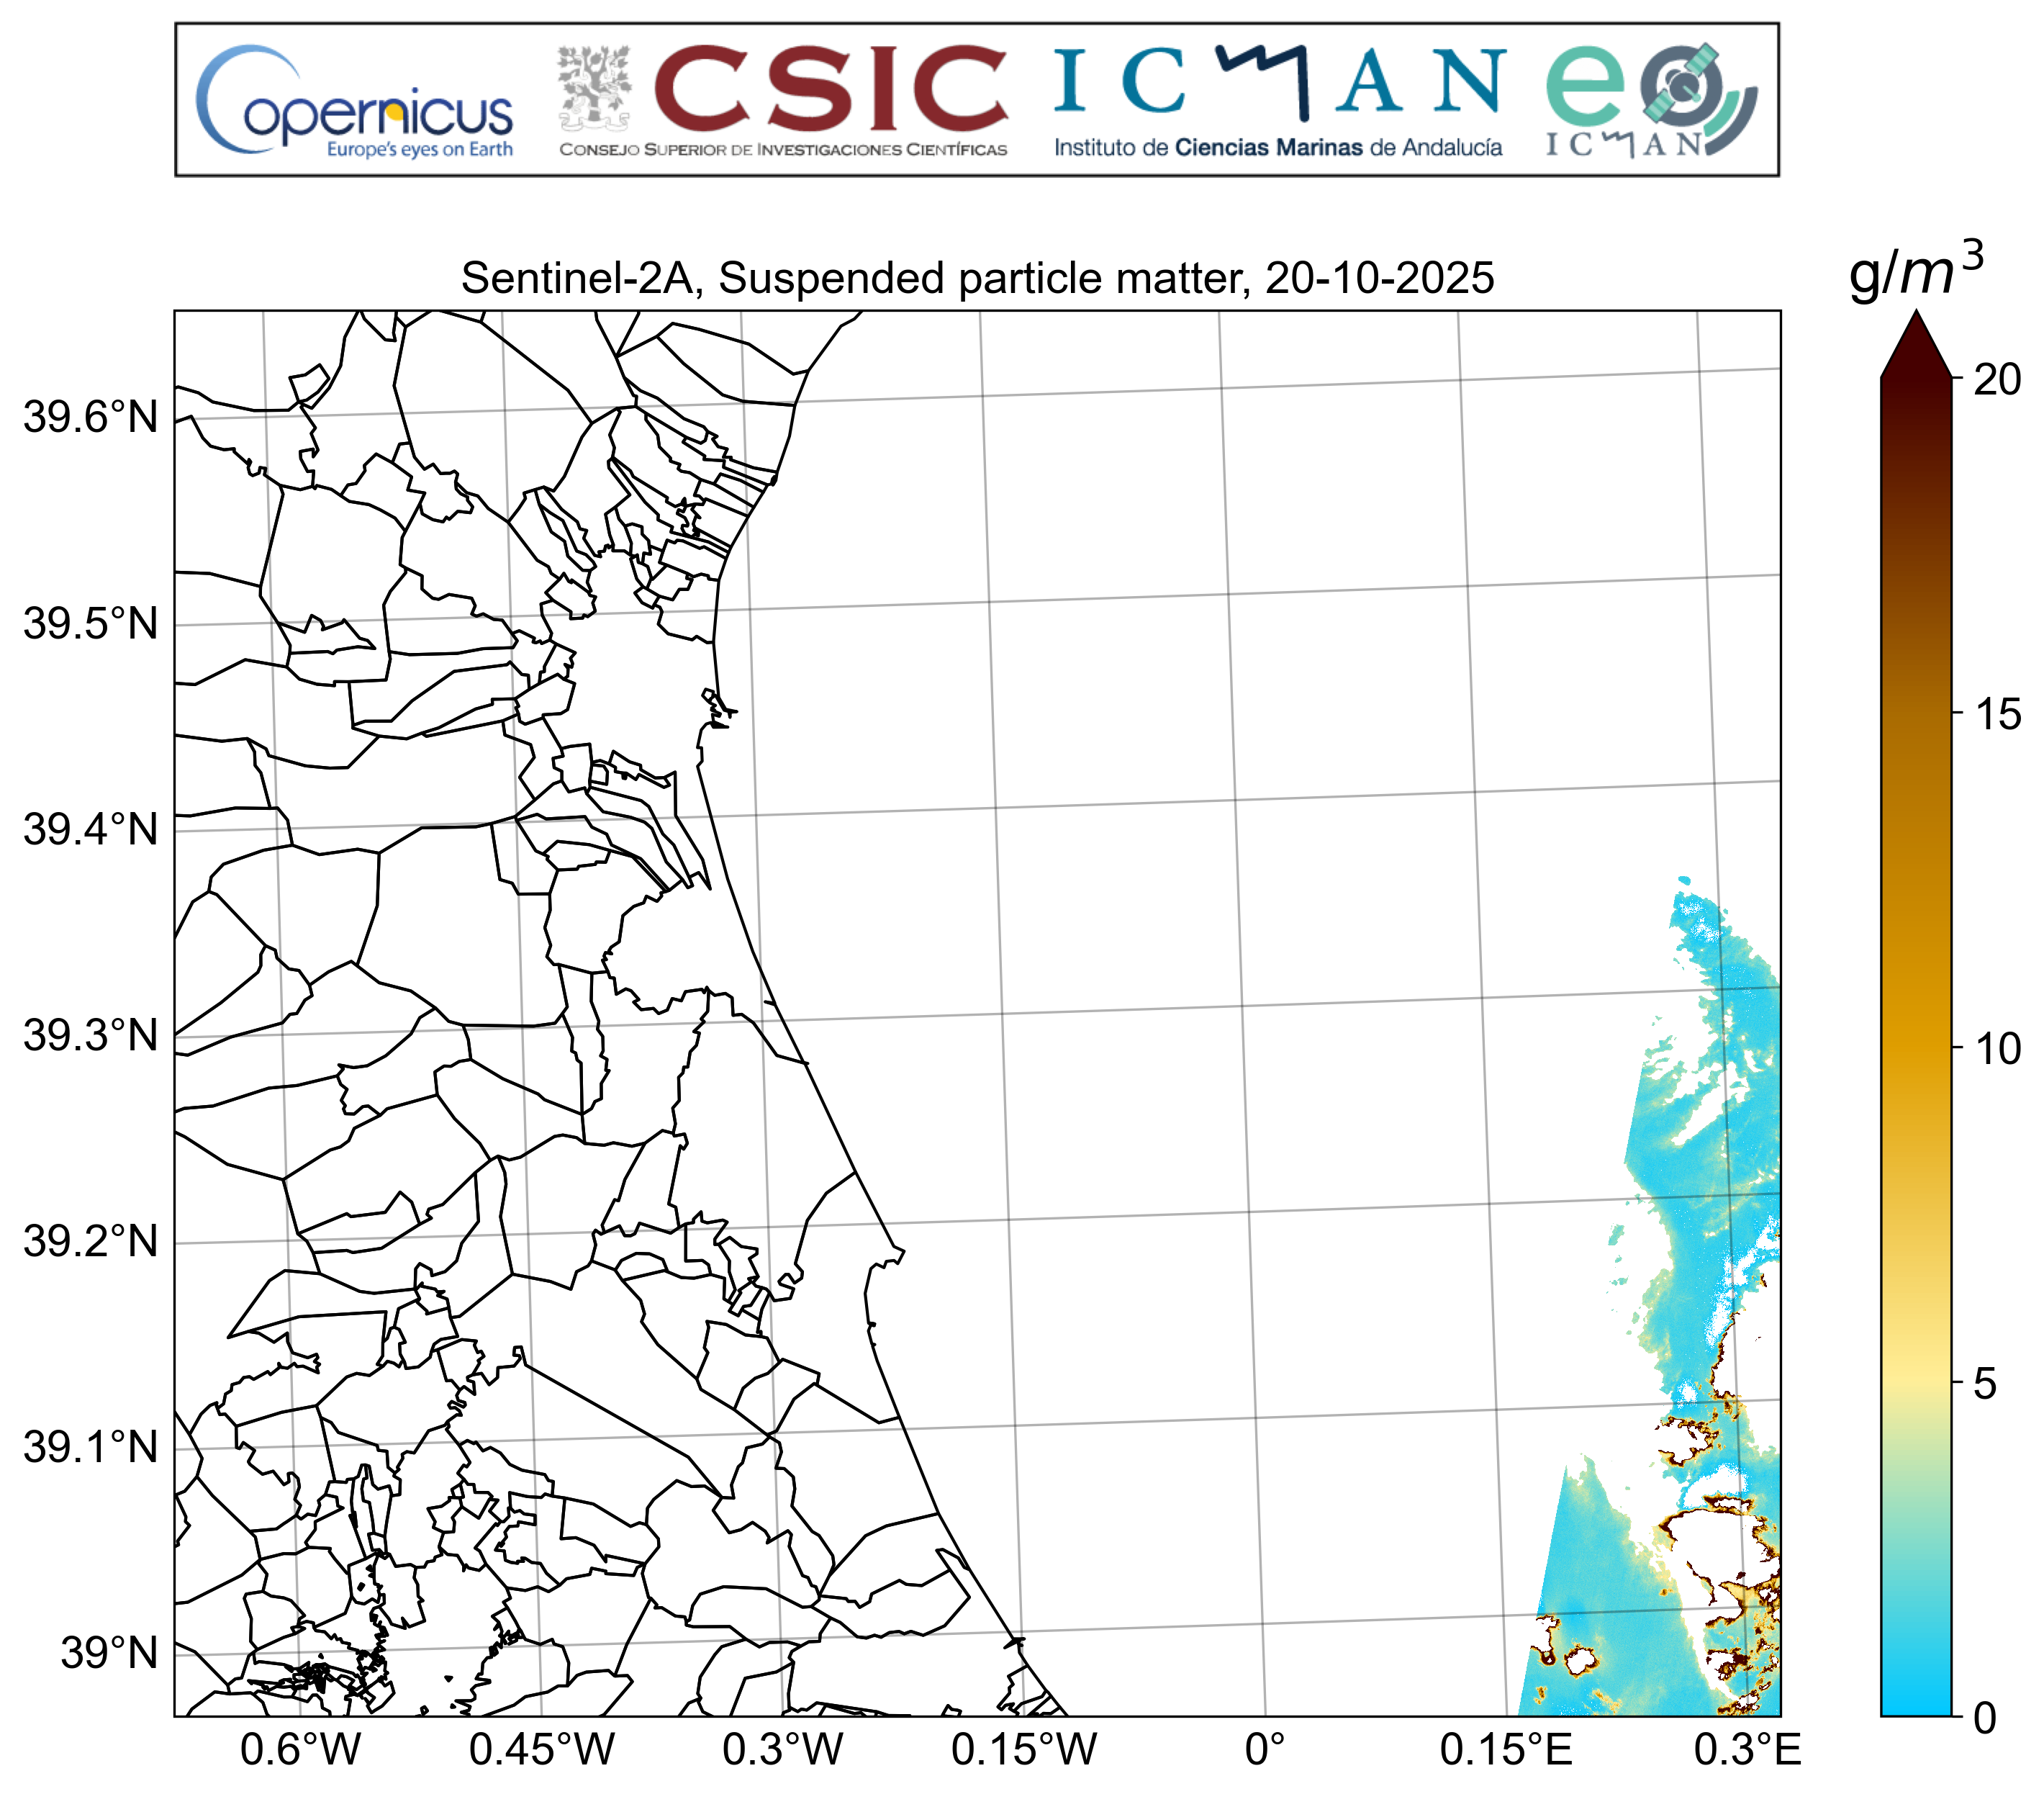 Copernicus
Europe's eyes on Earth
CSIC
CONSEJO SUPERIOR DE INVESTIGACIONES CIENTÍFICAS
ICMAN
Instituto de Ciencias Marinas de Andalucía
eo
ICMAN
Sentinel-2A, Suspended particle matter, 20-10-2025
g/m³
39.6°N
39.5°N
39.4°N
39.3°N
39.2°N
39.1°N
39°N
0.6°W 0.45°W 0.3°W 0.15°W 0° 0.15°E 0.3°E
20
15
10
5
0